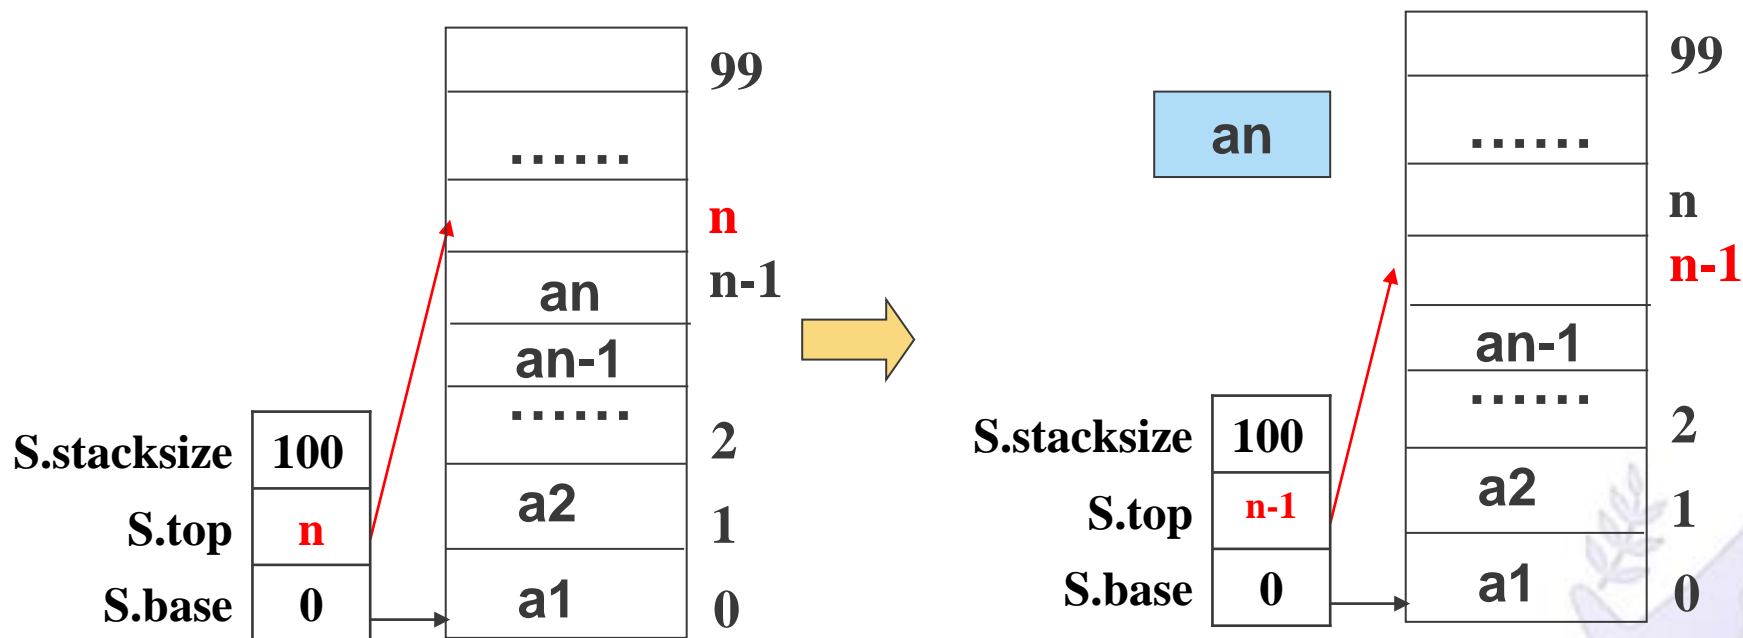 99
......
n
an n-1
an-1
...... 2
S.stacksize 100
a2 1
S.top n
S.base 0 a1 0
99
an ......
n
n-1
an-1
...... 2
S.stacksize 100
a2 1
S.top n-1
S.base 0 a1 0